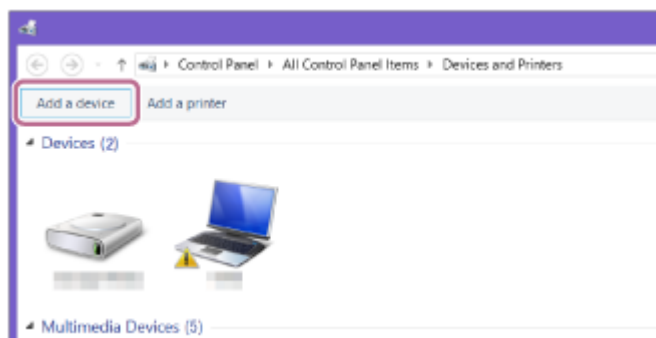 Control Panel All Control Panel Items Devices and Printers
Add a device Add a printer
Devices (2)
Multimedia Devices (5)